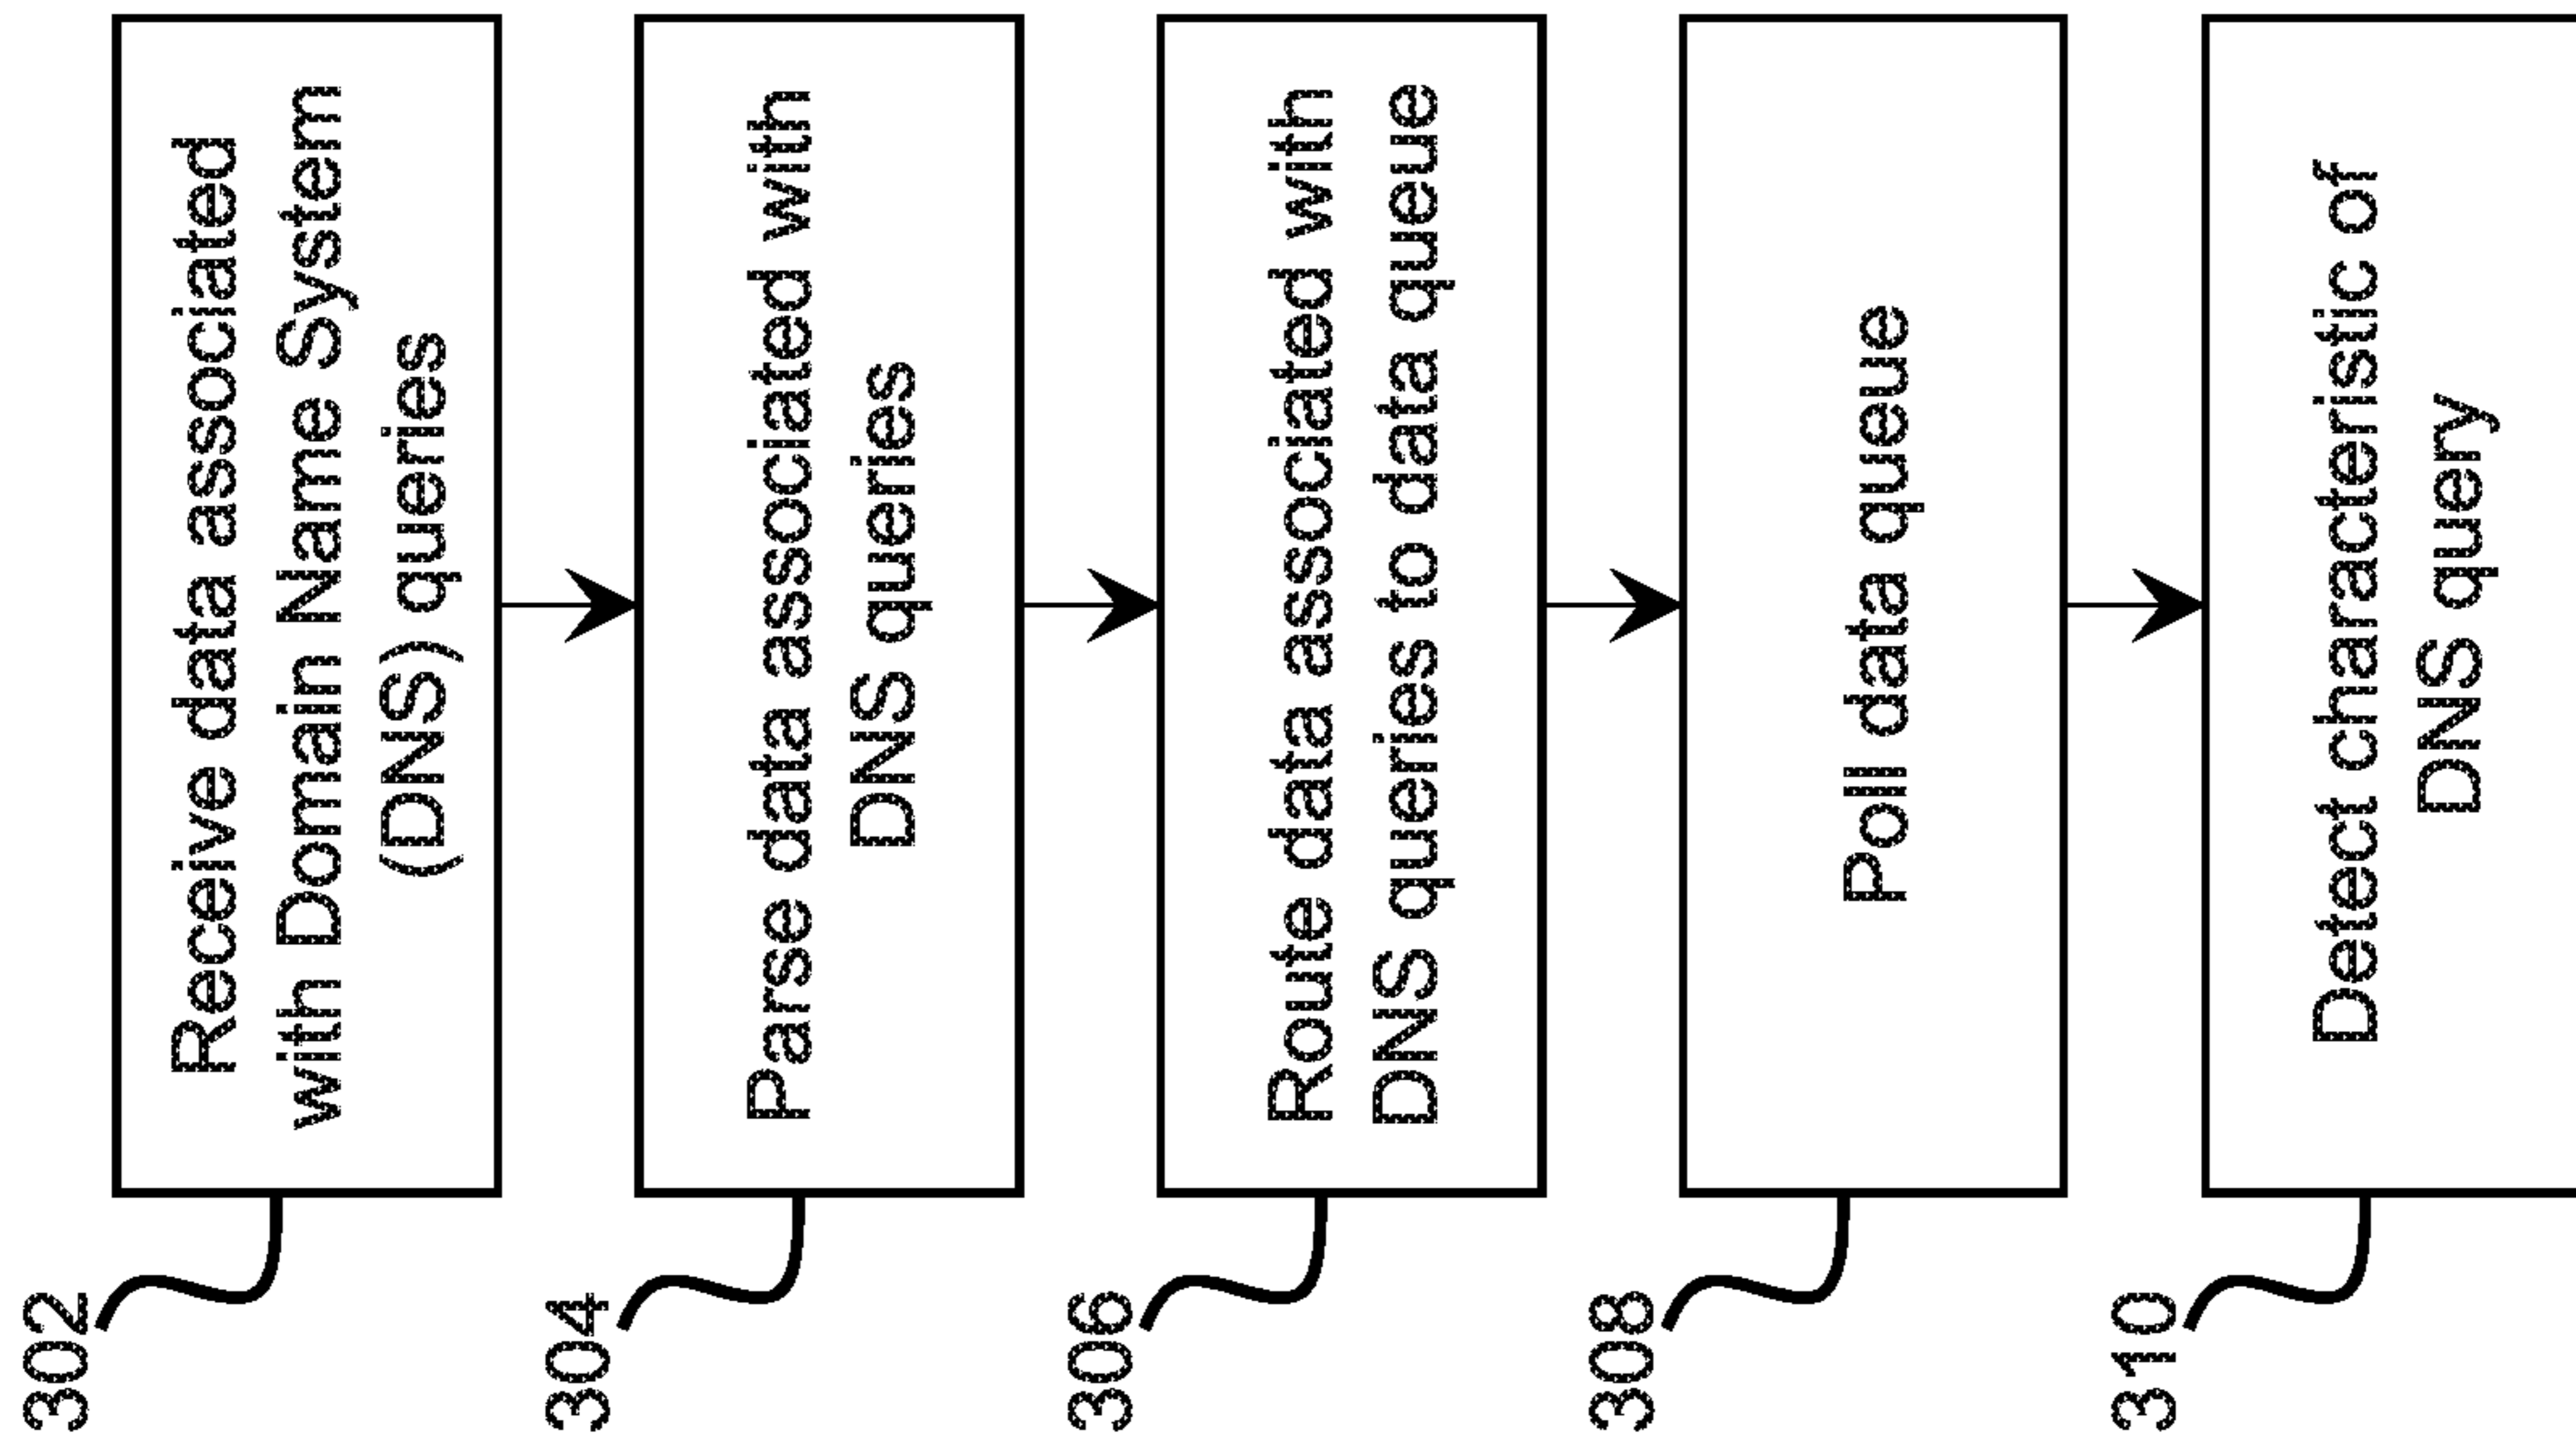 302
Receive data associated
with Domain Name System
(DNS) queries
304
Parse data associated with
DNS queries
306
Route data associated with
DNS queries to data queue
308
Poll data queue
310
Detect characteristic of
DNS query